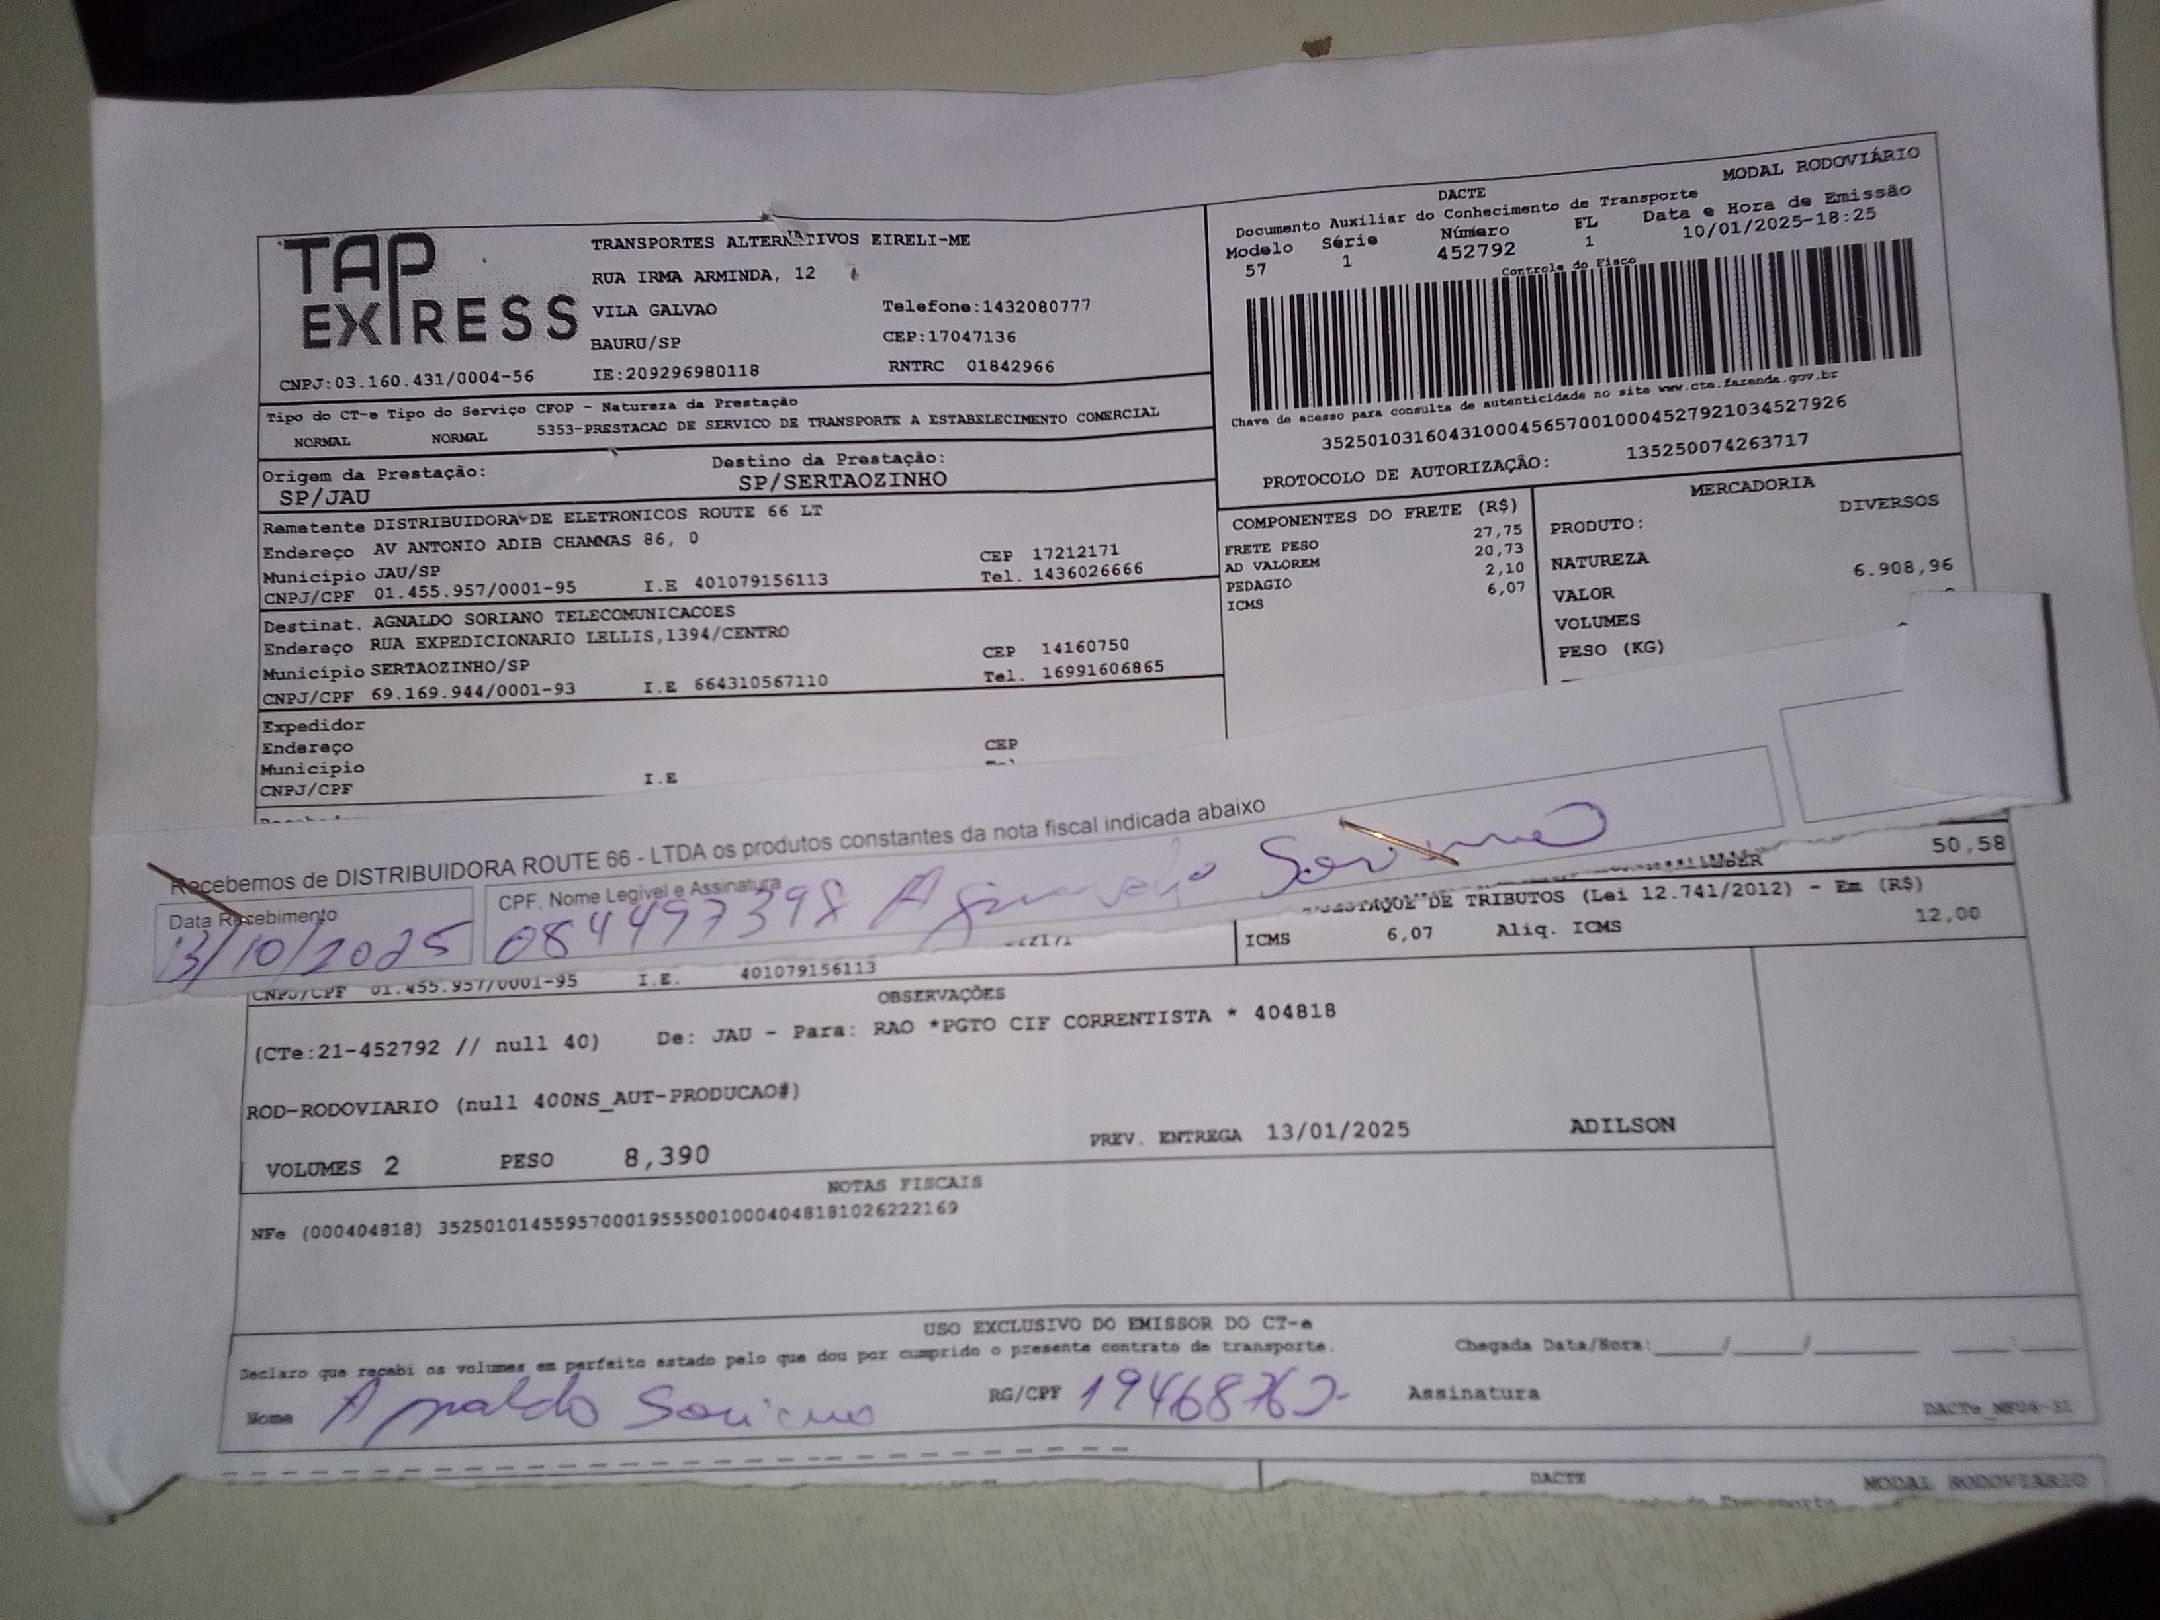 TAP EXPRESS
TRANSPORTES ALTERNATIVOS EIRELI-ME
RUA IRMA ARMINDA, 12
VILA GALVAO Telefone:1432080777
BAURU/SP CEP:17047136
CNPJ:03.160.431/0004-56 IE:209296980118 RNTRC 01842966
DACTE MODAL RODOVIÁRIO
Documento Auxiliar do Conhecimento de Transporte
Modelo Série Número FL Data e Hora de Emissão
57 1 452792 1 10/01/2025-18:25
Controle do Fisco
Chave de acesso para consulta de autenticidade no site www.cte.fazenda.gov.br
35250103160431000456570010004527921034527926
PROTOCOLO DE AUTORIZAÇÃO: 135250074263717
Tipo do CT-e Tipo do Serviço CFOP - Natureza da Prestação
NORMAL NORMAL 5353-PRESTACAO DE SERVICO DE TRANSPORTE A ESTABELECIMENTO COMERCIAL
Origem da Prestação: Destino da Prestação:
SP/JAU SP/SERTAOZINHO
Remetente DISTRIBUIDORA DE ELETRONICOS ROUTE 66 LT
Endereço AV ANTONIO ADIB CHAMMAS 86, 0
Município JAU/SP CEP 17212171
CNPJ/CPF 01.455.957/0001-95 I.E 401079156113 Tel. 1436026666
Destinat. AGNALDO SORIANO TELECOMUNICACOES
Endereço RUA EXPEDICIONARIO LELLIS,1394/CENTRO
Município SERTAOZINHO/SP CEP 14160750
CNPJ/CPF 69.169.944/0001-93 I.E 664310567110 Tel. 16991606865
Expedidor
Endereço
Município CEP
CNPJ/CPF I.E
COMPONENTES DO FRETE (R$)
FRETE PESO 27,75
AD VALOREM 20,73
PEDAGIO 2,10
ICMS 6,07
MERCADORIA
PRODUTO: DIVERSOS
NATUREZA
VALOR 6.908,96
VOLUMES
PESO (KG)
Recebemos de DISTRIBUIDORA ROUTE 66 - LTDA os produtos constantes da nota fiscal indicada abaixo
Data Recebimento CPF, Nome Legível e Assinatura
13/10/2025 084497398 Agnaldo Soriano
50,58
DE TRIBUTOS (Lei 12.741/2012) - Em (R$)
ICMS 6,07 Aliq. ICMS 12,00
CNPJ/CPF 01.455.957/0001-95 I.E. 401079156113
OBSERVAÇÕES
(CTe:21-452792 // null 40) De: JAU - Para: RAO *PGTO CIF CORRENTISTA * 404818
ROD-RODOVIARIO (null 400NS_AUT-PRODUCAO#)
VOLUMES 2 PESO 8,390 PREV. ENTREGA 13/01/2025 ADILSON
NOTAS FISCAIS
NFe (000404818) 35250101455957000195550010004048181026222169
USO EXCLUSIVO DO EMISSOR DO CT-e
Declaro que recebi os volumes em perfeito estado pelo que dou por cumprido o presente contrato de transporte. Chegada Data/Hora:
Nome Agnaldo Soriano RG/CPF 19468762 Assinatura
DACTE MODAL RODOVIARIO